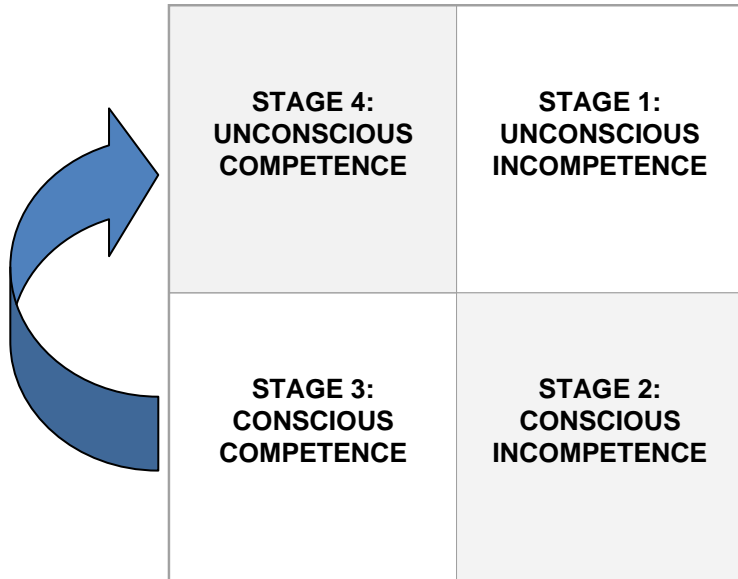 STAGE 4:
UNCONSCIOUS
COMPETENCE
STAGE 1:
UNCONSCIOUS
INCOMPETENCE
STAGE 3:
CONSCIOUS
COMPETENCE
STAGE 2:
CONSCIOUS
INCOMPETENCE